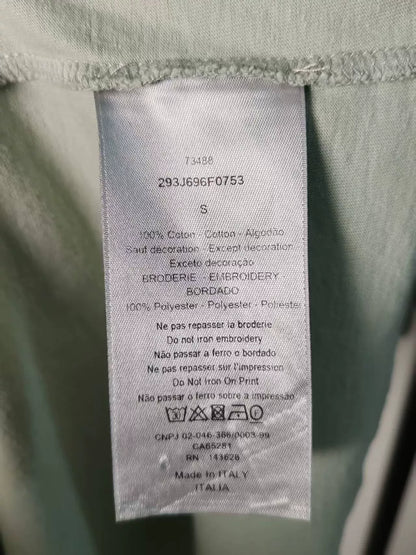 73488
293J696F0753
S
100% Coton - Cotton - Algodão
Sauf décoration - Except decoration
Exceto decoração
BRODERIE - EMBROIDERY
BORDADO
100% Polyester - Polyester - Poliéster
Ne pas repasser la broderie
Do not iron embroidery
Não passar a ferro o bordado
Ne pas repasser sur l'impression
Do Not Iron On Print
Não passar o ferro sobre a impressão
CNPJ 02-046-366/0003-99
CA65281
RN : 143628
Made in ITALY
ITALIA